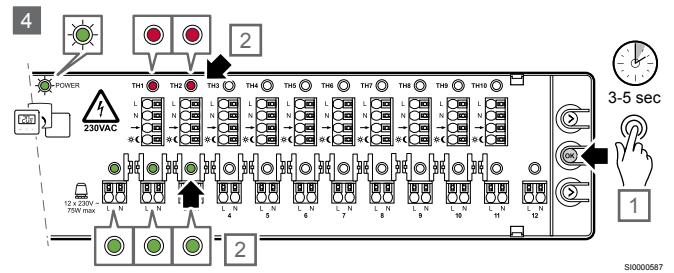 4
2
POWER
TH1 TH2 TH3 TH4 TH5 TH6 TH7 TH8 TH9 TH10
3-5 sec
230VAC
L L L L L L L L L L
N N N N N N N N N N
OK
12 x 230V ~
75W max
L N L N L N L N L N L N L N L N L N L N L N
4 5 6 7 8 9 10 11 12
1
2
SI0000587